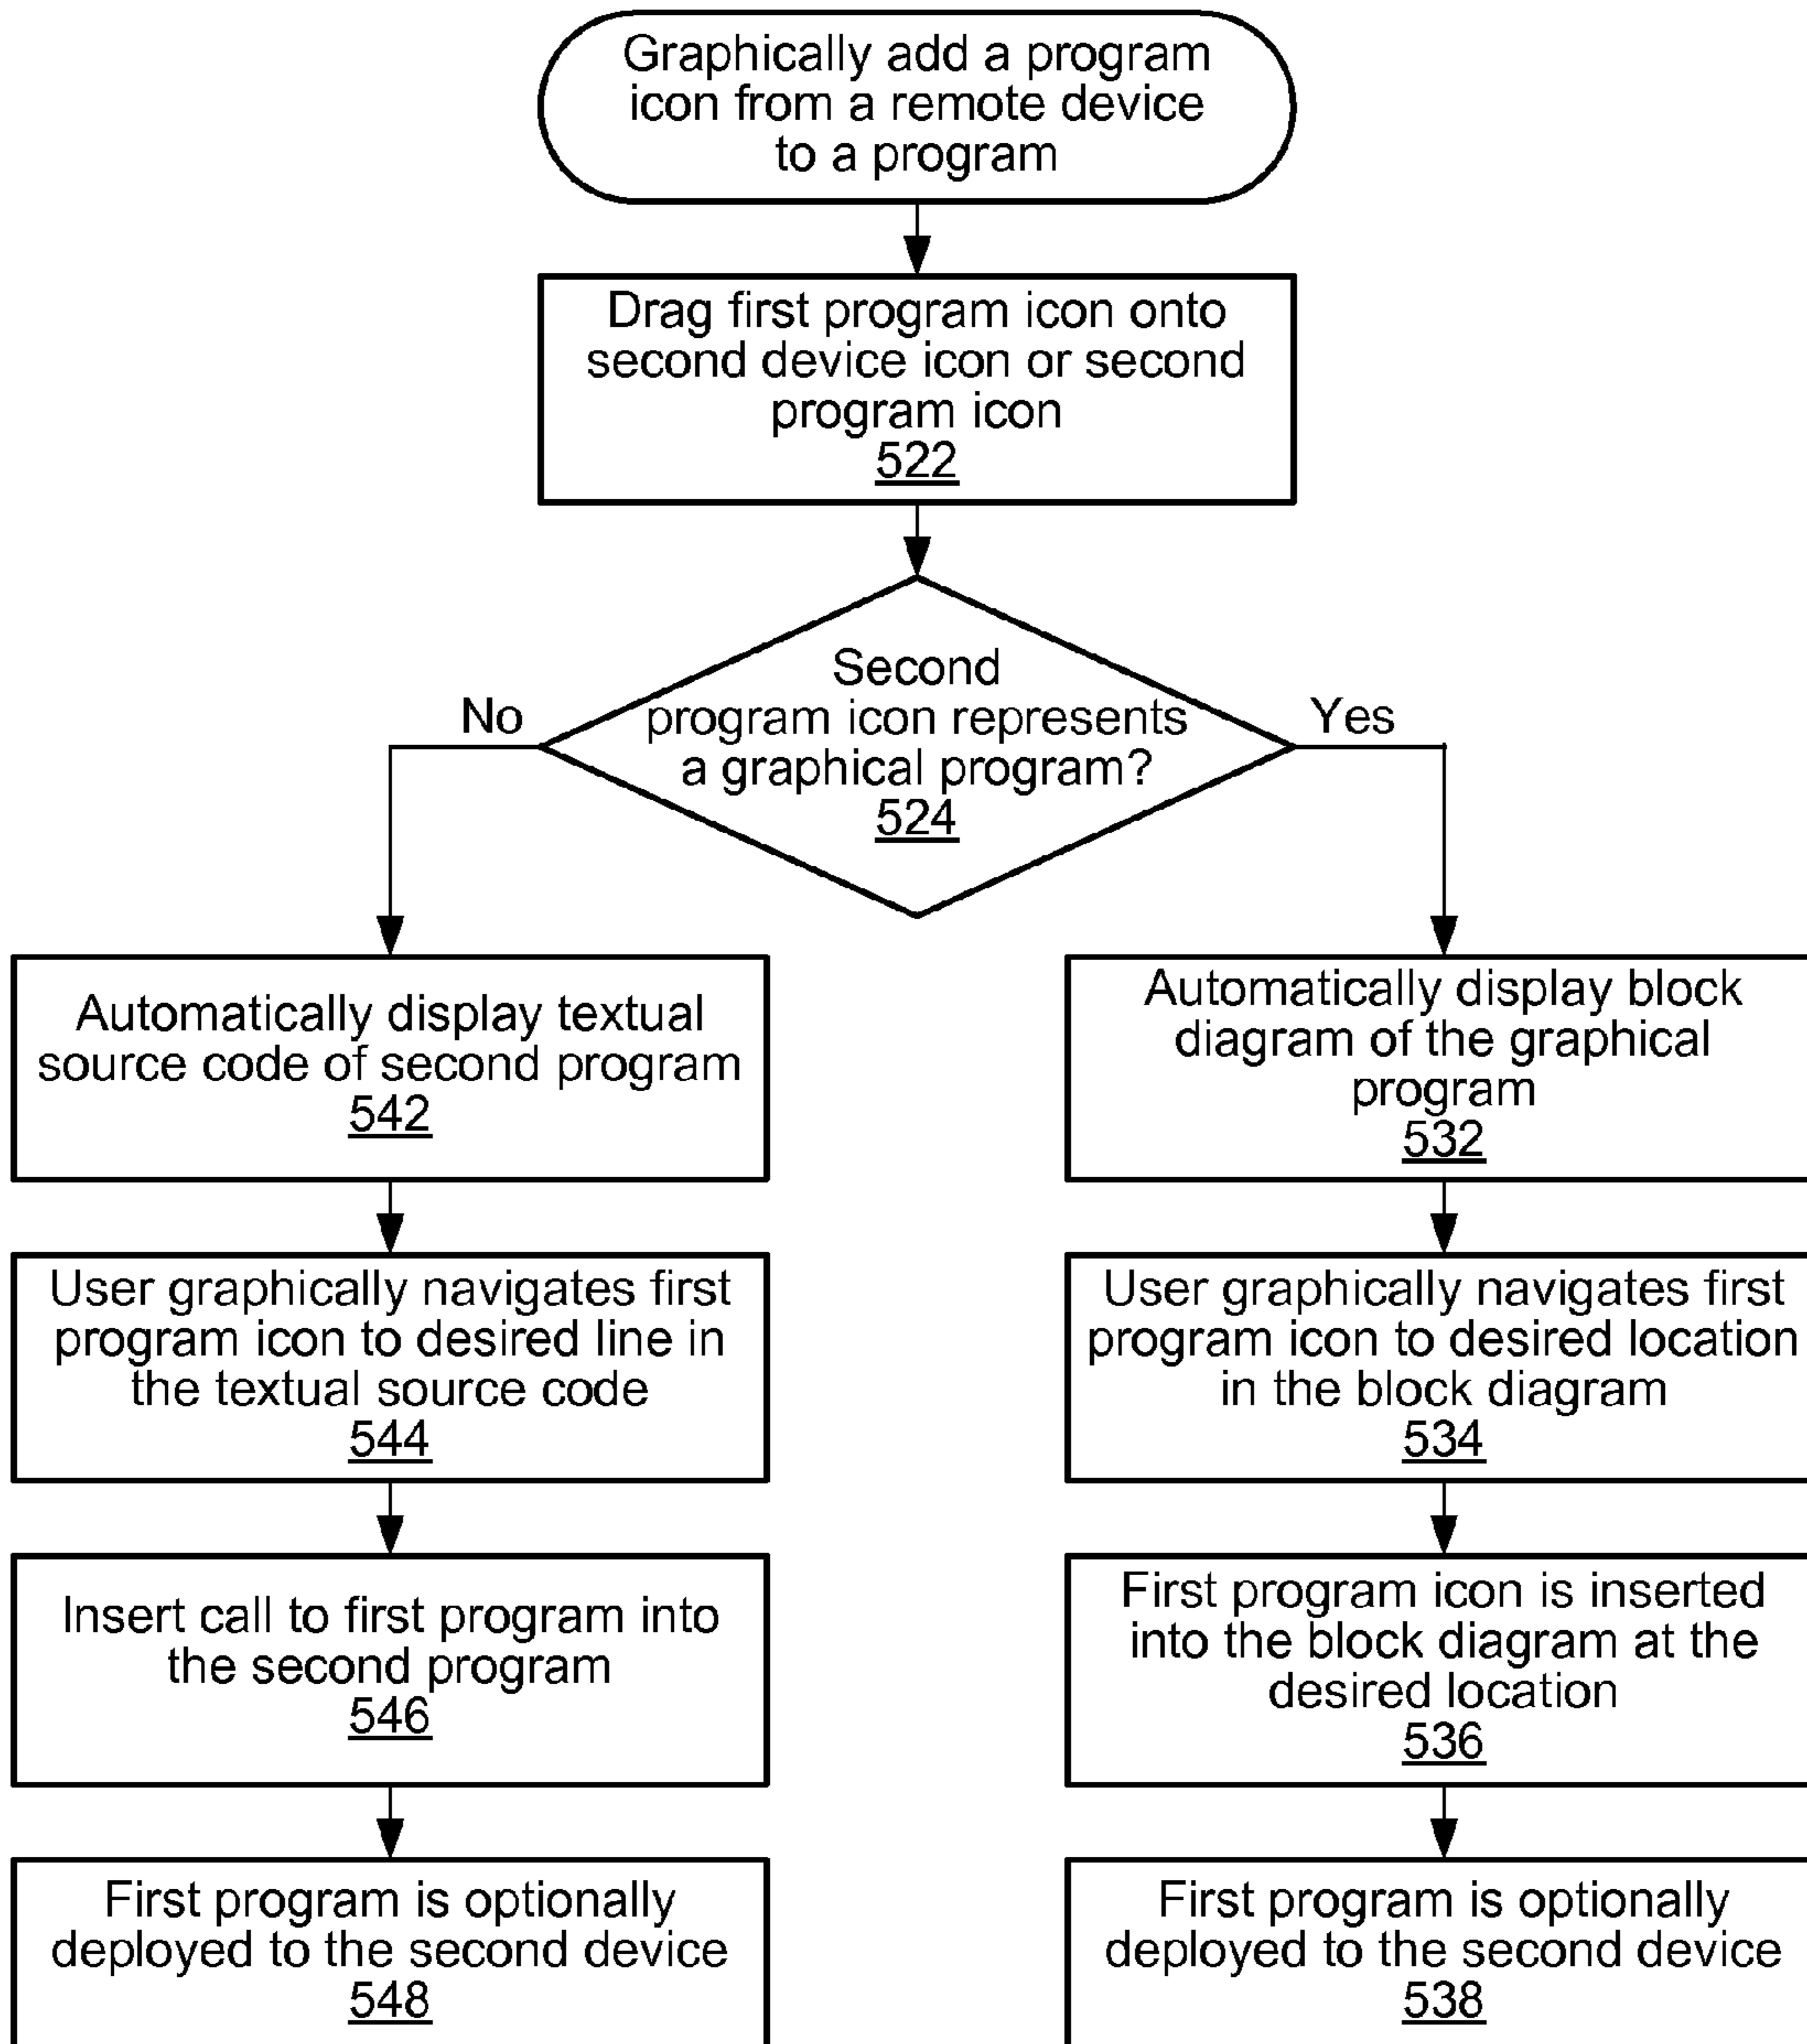 Graphically add a program
icon from a remote device
to a program
Drag first program icon onto
second device icon or second
program icon
522
Second
program icon represents
a graphical program?
524
No
Yes
Automatically display textual
source code of second program
542
User graphically navigates first
program icon to desired line in
the textual source code
544
Insert call to first program into
the second program
546
First program is optionally
deployed to the second device
548
Automatically display block
diagram of the graphical
program
532
User graphically navigates first
program icon to desired location
in the block diagram
534
First program icon is inserted
into the block diagram at the
desired location
536
First program is optionally
deployed to the second device
538